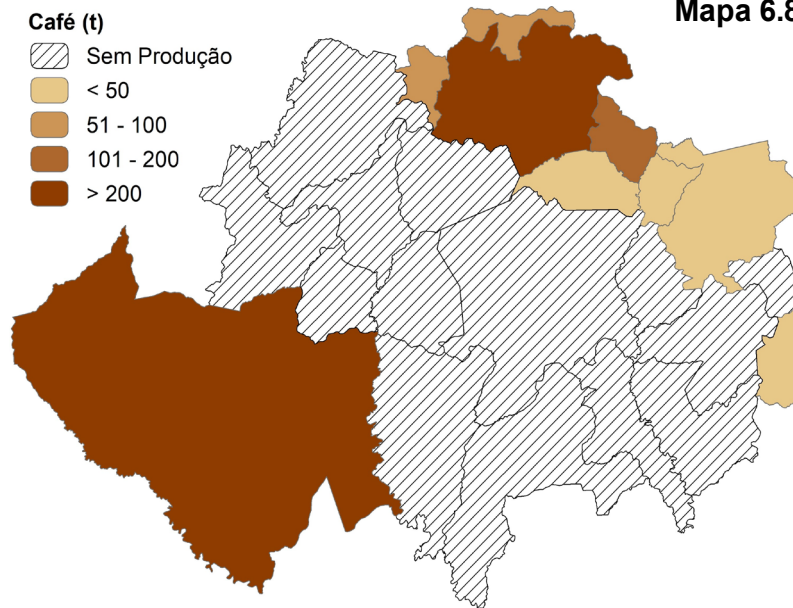 Mapa 6.8
Café (t)
Sem Produção
< 50
51 - 100
101 - 200
> 200